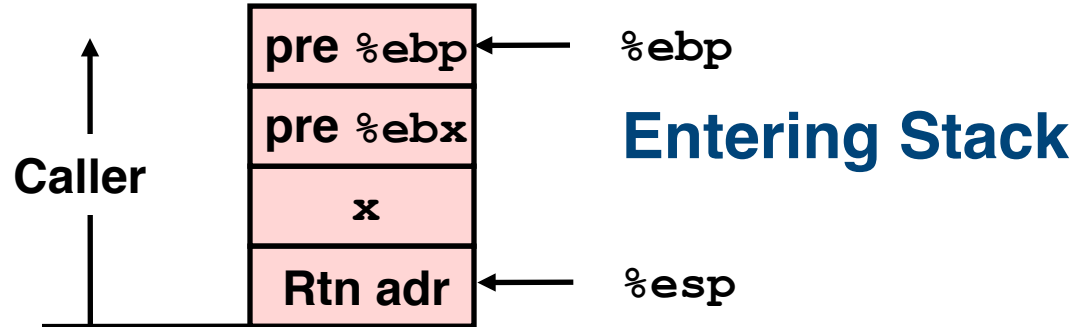 pre %ebp
%ebp
pre %ebx
Entering Stack
Caller
x
Rtn adr
%esp